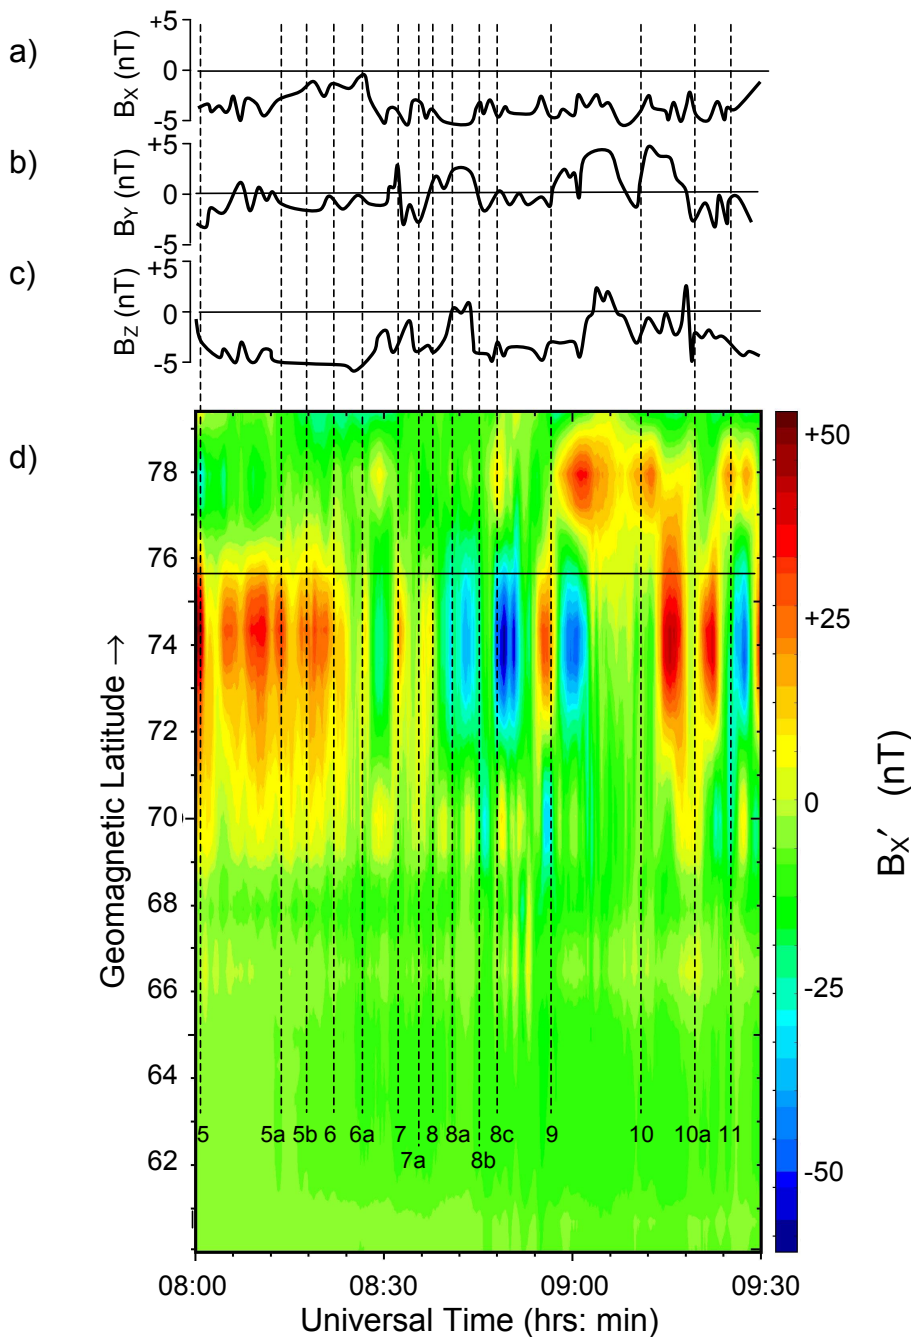 a)
+5
0
-5
BX (nT)
b)
+5
0
-5
BY (nT)
c)
+5
0
-5
BZ (nT)
d)
78
76
74
72
70
68
66
64
62
Geomagnetic Latitude →
5 5a 5b 6 6a 7 8 8a 8c 9 10 10a 11
7a 8b
08:00 08:30 09:00 09:30
Universal Time (hrs: min)
+50
+25
0
-25
-50
BX′ (nT)